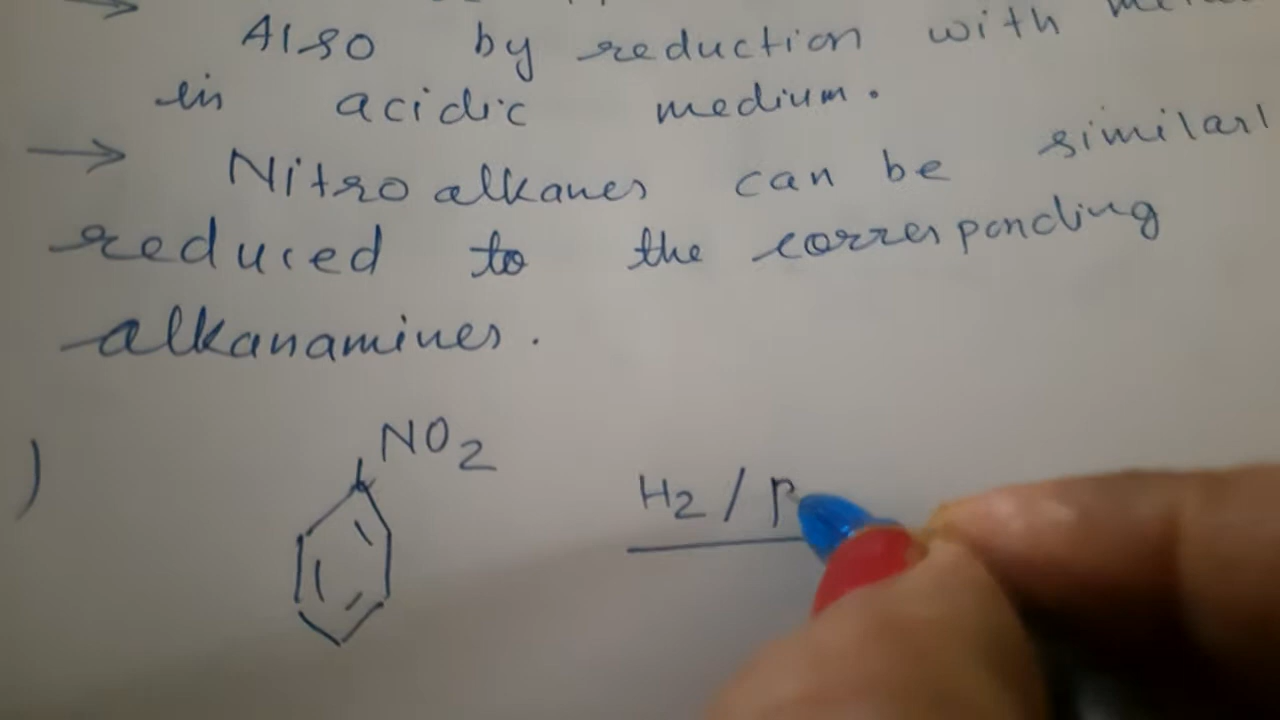 Also by reduction with
in acidic medium.
→ Nitroalkanes can be similarl
reduced to the corresponding
alkanamines.
)
NO2
H2 / P